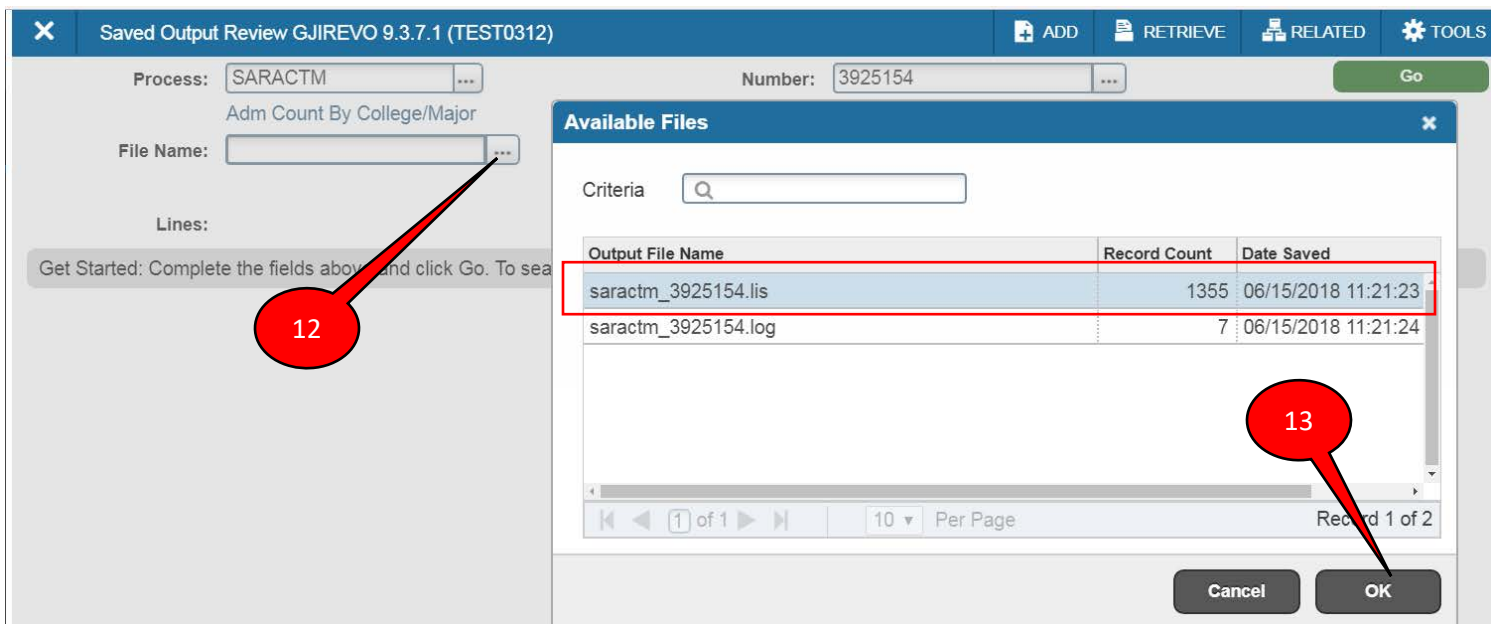 Saved Output Review GJIREVO 9.3.7.1 (TEST0312) ADD RETRIEVE RELATED TOOLS
Process: SARACTM ... Number: 3925154 ... Go
Adm Count By College/Major
File Name: ...
Lines:
Get Started: Complete the fields above and click Go. To sea
12
Available Files
Criteria
Output File Name Record Count Date Saved
saractm_3925154.lis 1355 06/15/2018 11:21:23
saractm_3925154.log 7 06/15/2018 11:21:24
13
1 of 1 10 Per Page Record 1 of 2
Cancel OK